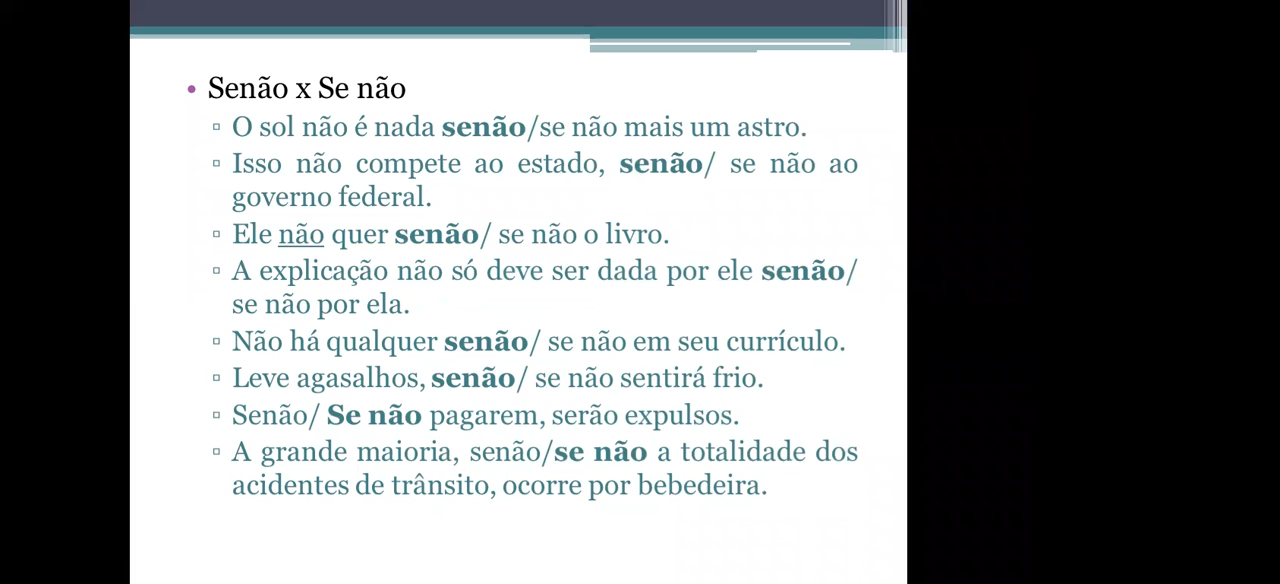 Senão x Se não
O sol não é nada senão/se não mais um astro.
Isso não compete ao estado, senão/ se não ao
governo federal.
Ele não quer senão/ se não o livro.
A explicação não só deve ser dada por ele senão/
se não por ela.
Não há qualquer senão/ se não em seu currículo.
Leve agasalhos, senão/ se não sentirá frio.
Senão/ Se não pagarem, serão expulsos.
A grande maioria, senão/se não a totalidade dos
acidentes de trânsito, ocorre por bebedeira.